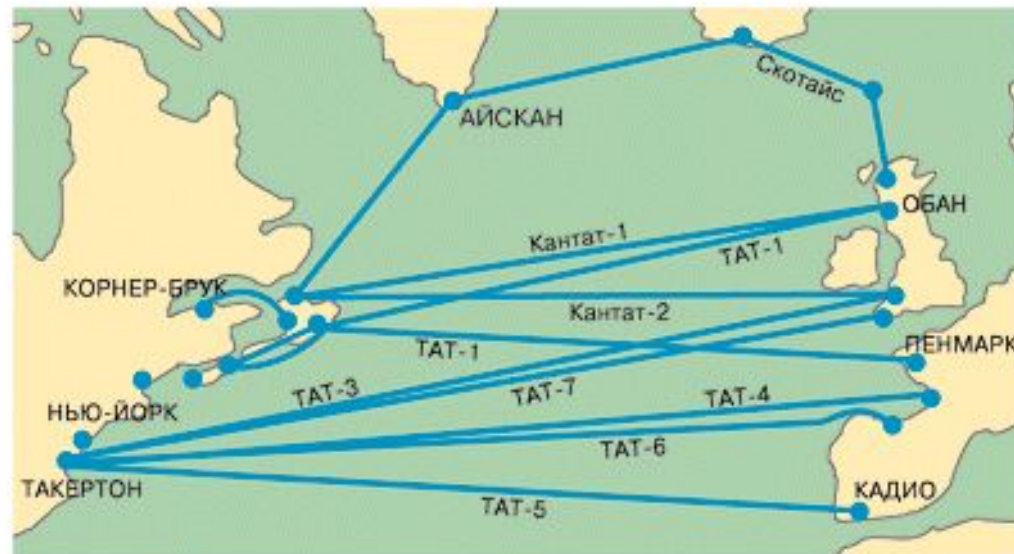 Скотайс
АЙСКАН
ОБАН
Кантат-1
ТАТ-1
КОРНЕР-БРУК
Кантат-2
ТАТ-1
ПЕНМАРК
ТАТ-3
ТАТ-7
ТАТ-4
НЬЮ-ЙОРК
ТАТ-6
ТАКЕРТОН
ТАТ-5
КАДИО